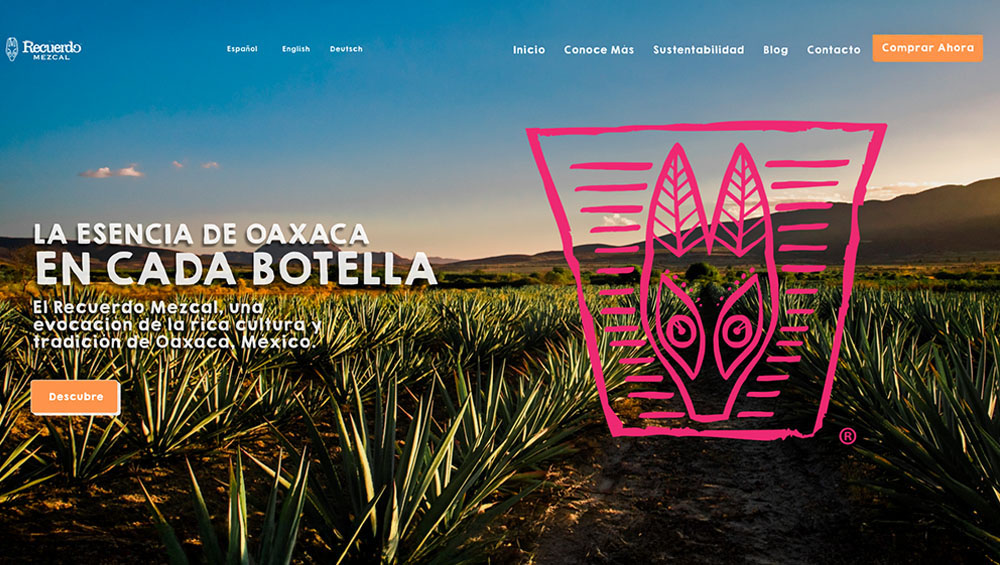 Recuerdo
MEZCAL
Español
English
Deutsch
Inicio
Conoce Más
Sustentabilidad
Blog
Contacto
Comprar Ahora
LA ESENCIA DE OAXACA
EN CADA BOTELLA
El Recuerdo Mezcal, una
evocación de la rica cultura y
tradición de Oaxaca, México.
Descubre
®